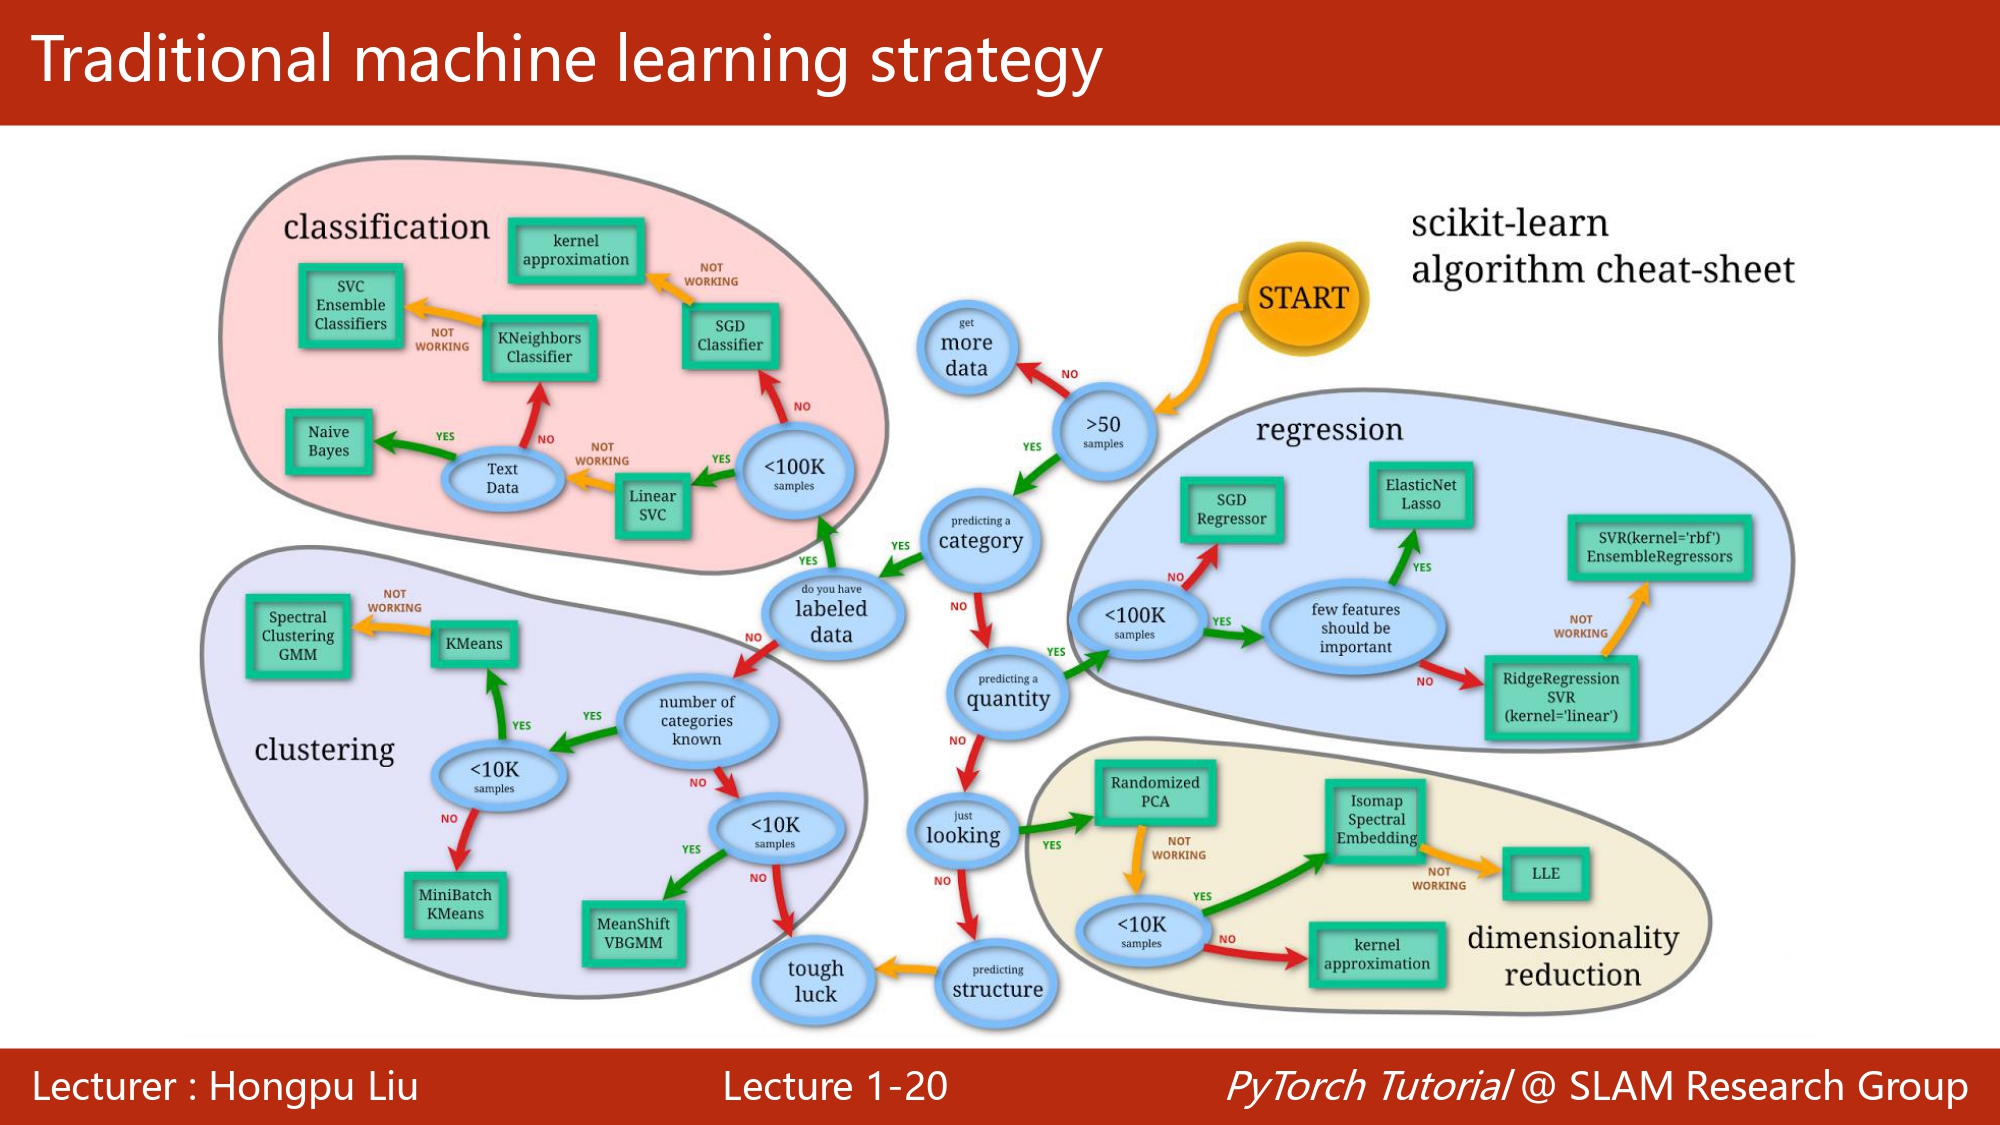 Traditional machine learning strategy
classification
kernel
approximation
NOT
WORKING
SVC
Ensemble
Classifiers
NOT
WORKING
KNeighbors
Classifier
SGD
Classifier
NO
Naive
Bayes
YES
NO
Text
Data
NOT
WORKING
Linear
SVC
YES
<100K
samples
scikit-learn
algorithm cheat-sheet
START
get
more
data
NO
>50
samples
YES
predicting a
category
YES
YES
do you have
labeled
data
NO
NO
predicting a
quantity
YES
NO
just
looking
YES
NO
predicting
structure
tough
luck
regression
<100K
samples
NO
SGD
Regressor
YES
few features
should be
important
YES
ElasticNet
Lasso
NO
RidgeRegression
SVR
(kernel='linear')
NOT
WORKING
SVR(kernel='rbf')
EnsembleRegressors
clustering
Spectral
Clustering
GMM
NOT
WORKING
KMeans
YES
<10K
samples
YES
number of
categories
known
NO
NO
MiniBatch
KMeans
<10K
samples
YES
MeanShift
VBGMM
NO
Randomized
PCA
NOT
WORKING
<10K
samples
YES
Isomap
Spectral
Embedding
NOT
WORKING
LLE
NO
kernel
approximation
dimensionality
reduction
Lecturer : Hongpu Liu
Lecture 1-20
PyTorch Tutorial @ SLAM Research Group